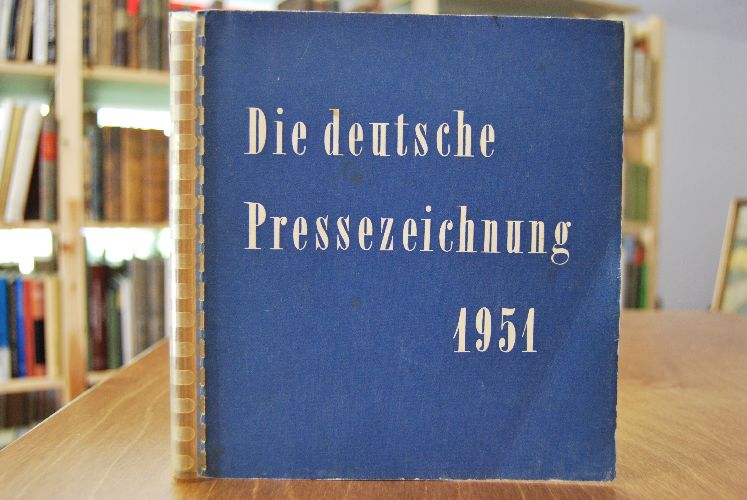 Die deutsche
Pressezeichnung
1951